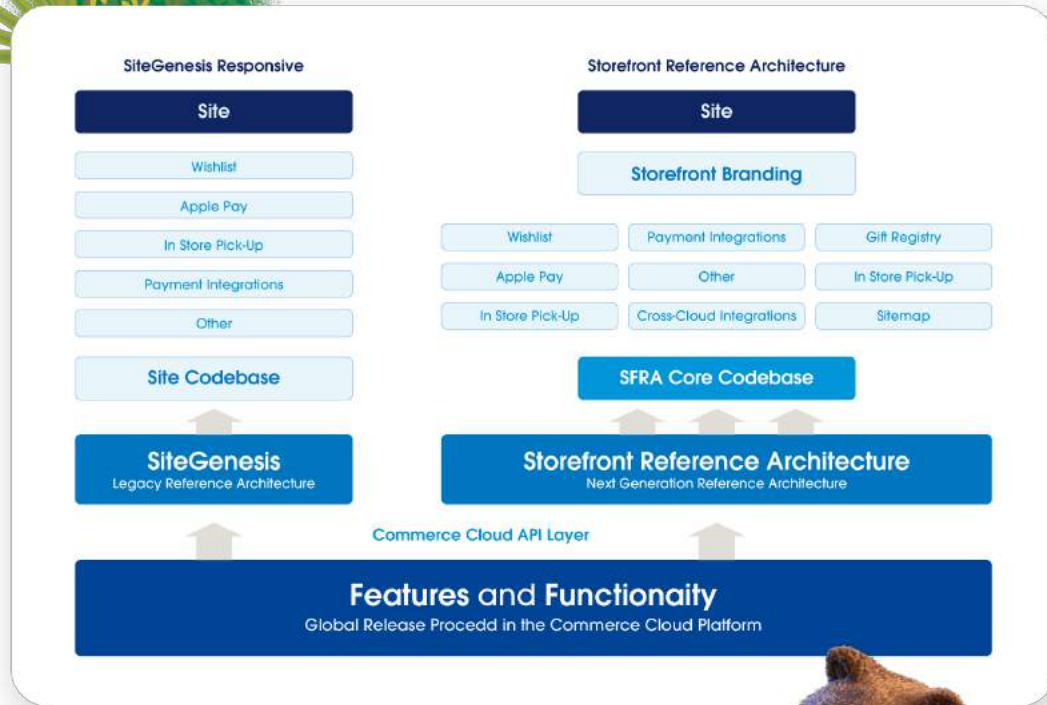 SiteGenesis Responsive
Site
Wishlist
Apple Pay
In Store Pick-Up
Payment Integrations
Other
Site Codebase
SiteGenesis
Legacy Reference Architecture
Storefront Reference Architecture
Site
Storefront Branding
Wishlist
Payment Integrations
Gift Registry
Apple Pay
Other
In Store Pick-Up
In Store Pick-Up
Cross-Cloud Integrations
Sitemap
SFRA Core Codebase
Storefront Reference Architecture
Next Generation Reference Architecture
Commerce Cloud API Layer
Features and Functionaity
Global Release Procedd in the Commerce Cloud Platform